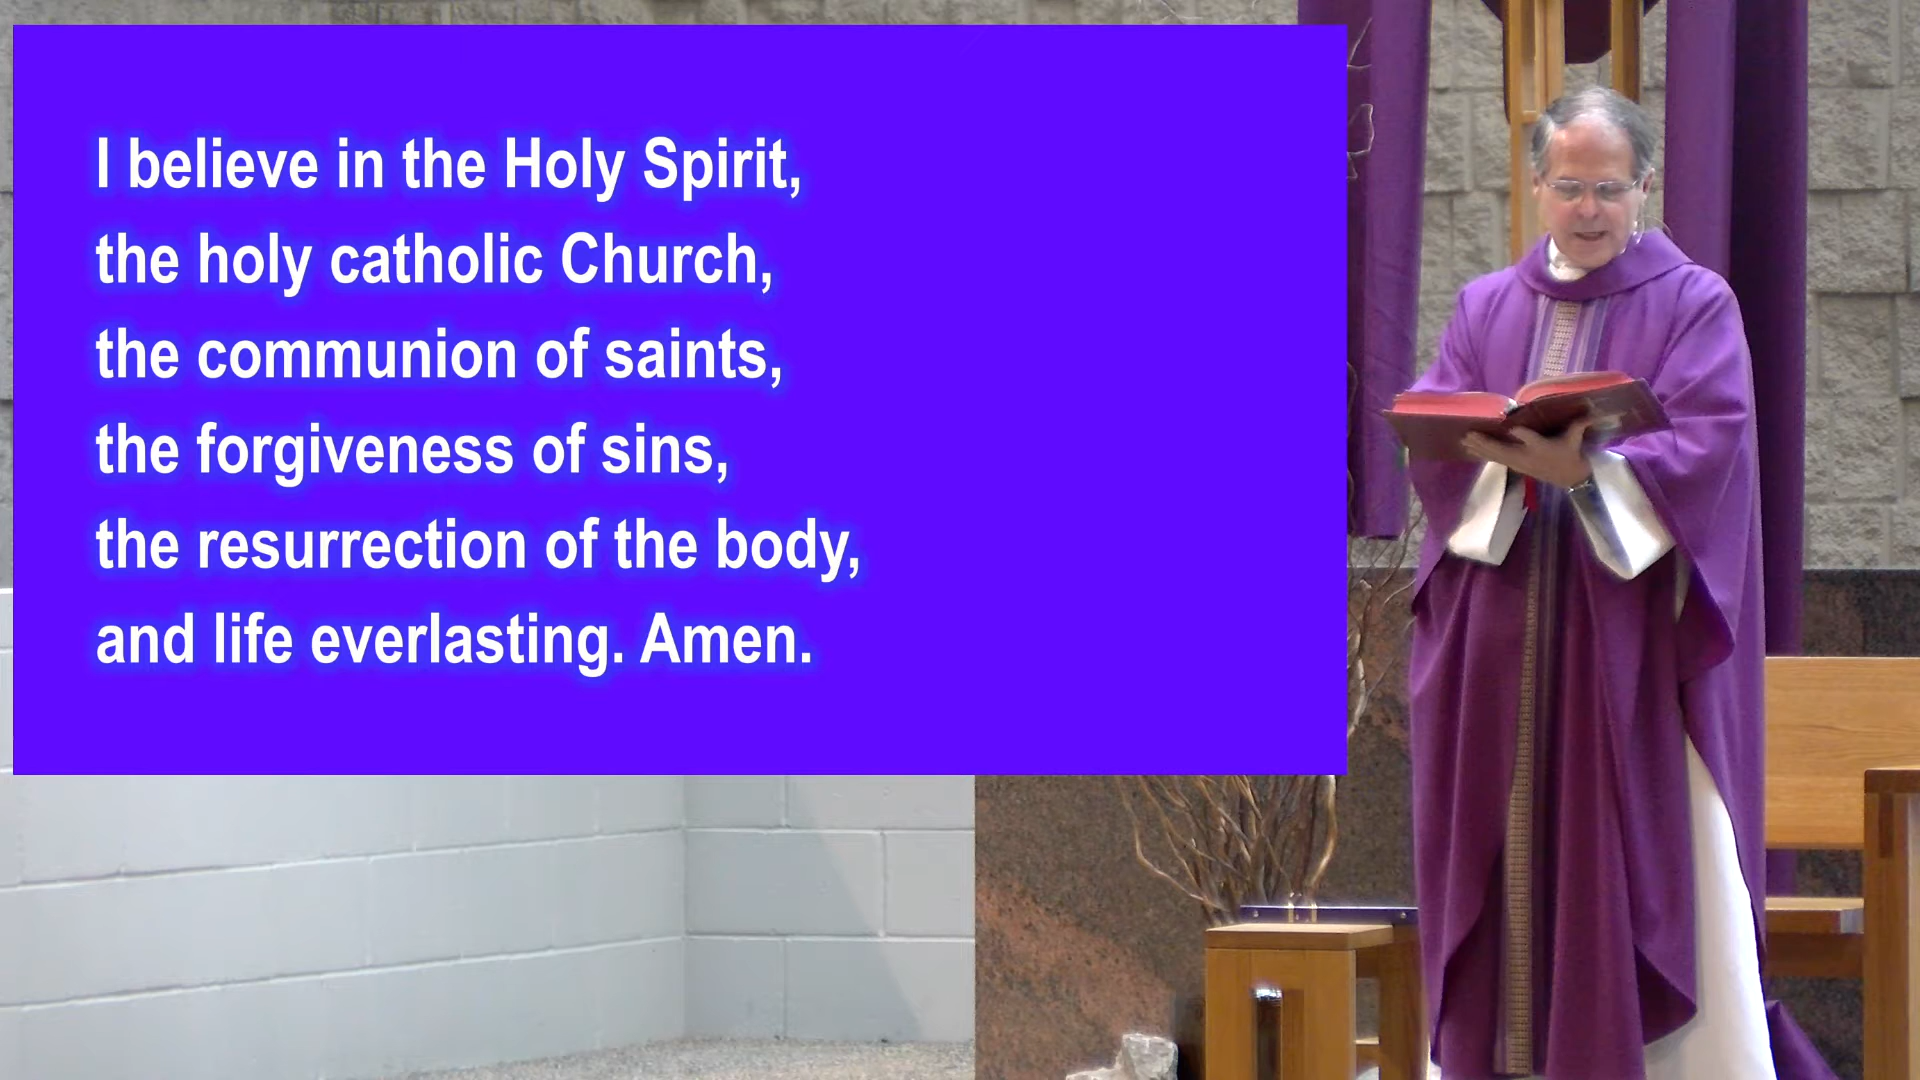 I believe in the Holy Spirit,
the holy catholic Church,
the communion of saints,
the forgiveness of sins,
the resurrection of the body,
and life everlasting. Amen.